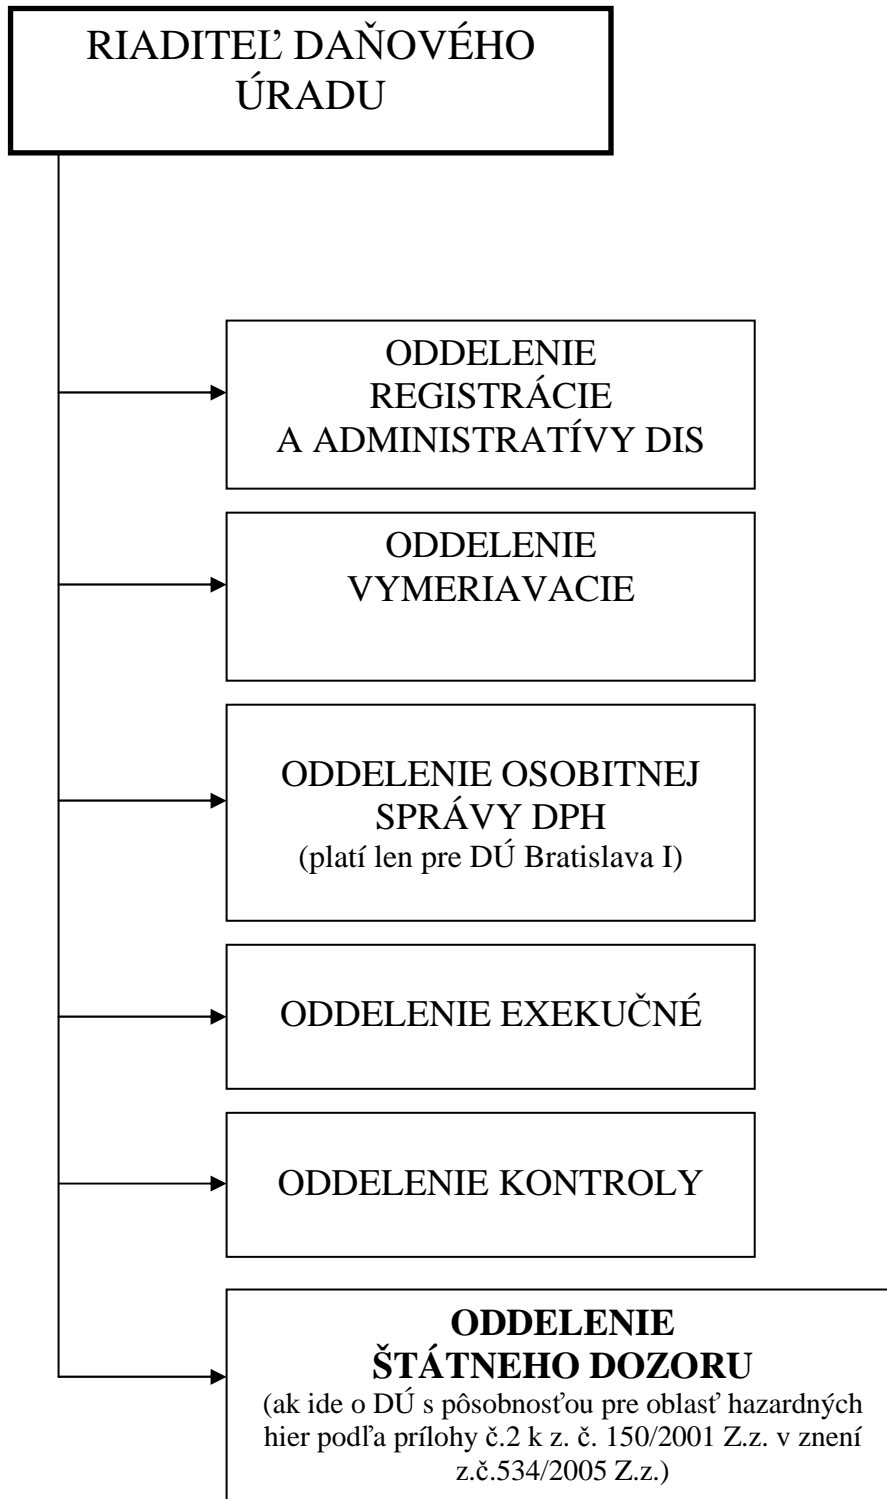 RIADITEĽ DAŇOVÉHO
ÚRADU
ODDELENIE
REGISTRÁCIE
A ADMINISTRATÍVY DIS
ODDELENIE
VYMERIAVACIE
ODDELENIE OSOBITNEJ
SPRÁVY DPH
(platí len pre DÚ Bratislava I)
ODDELENIE EXEKUČNÉ
ODDELENIE KONTROLY
ODDELENIE
ŠTÁTNEHO DOZORU
(ak ide o DÚ s pôsobnosťou pre oblasť hazardných
hier podľa prílohy č.2 k z. č. 150/2001 Z.z. v znení
z.č.534/2005 Z.z.)